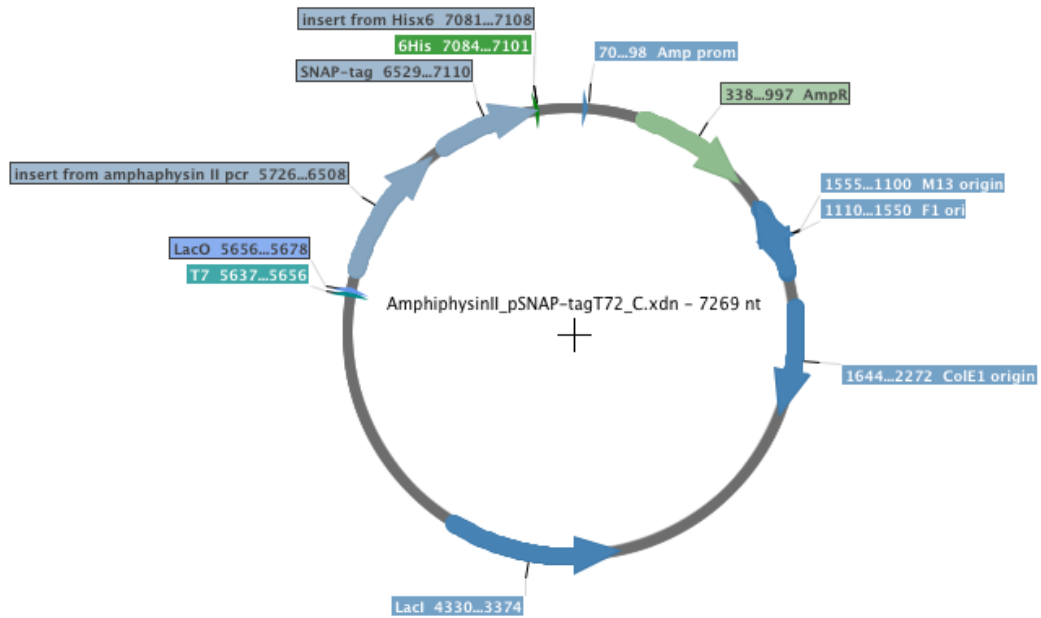 insert from Hisx6 7081...7108
6His 7084...7101
70...98 Amp prom
SNAP-tag 6529...7110
338...997 AmpR
insert from amphaphysin II pcr 5726...6508
1555...1100 M13 origin
1110...1550 F1 ori
LacO 5656...5678
T7 5637...5656
AmphiphysinII_pSNAP-tagT72_C.xdn - 7269 nt
1644...2272 ColE1 origin
LacI 4330...3374